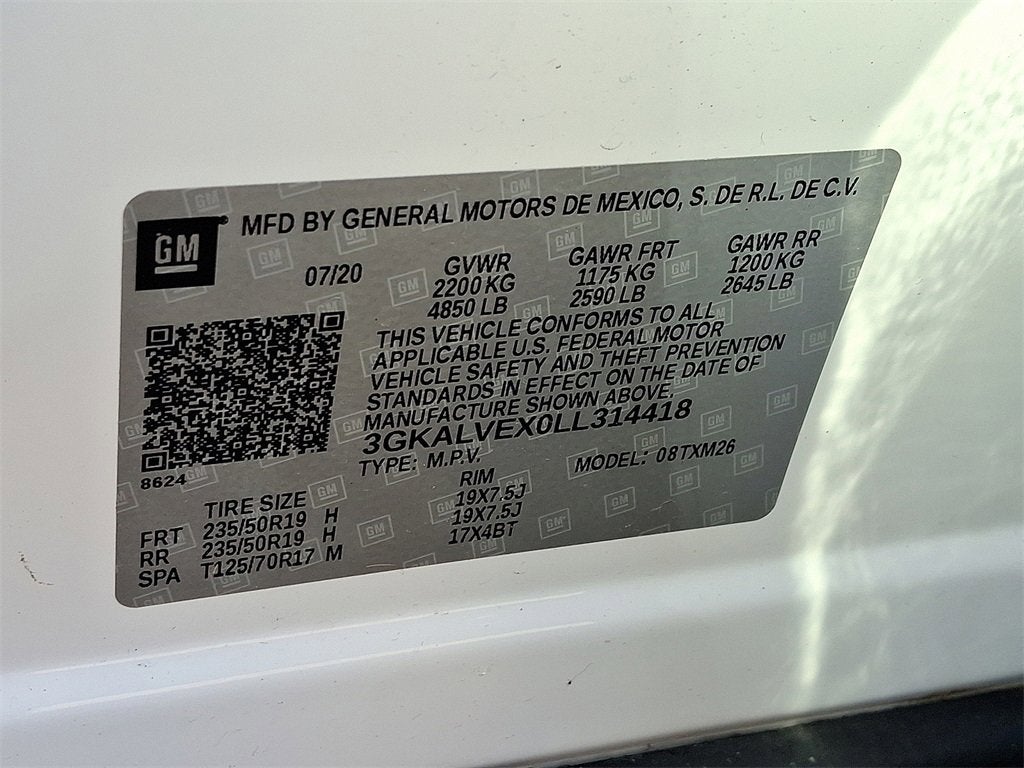 GM MFD BY GENERAL MOTORS DE MEXICO, S. DE R.L. DE C.V.
07/20 GVWR GAWR FRT GAWR RR
2200 KG 1175 KG 1200 KG
4850 LB 2590 LB 2645 LB
THIS VEHICLE CONFORMS TO ALL
APPLICABLE U.S. FEDERAL MOTOR
VEHICLE SAFETY AND THEFT PREVENTION
STANDARDS IN EFFECT ON THE DATE OF
MANUFACTURE SHOWN ABOVE.
3GKALVEX0LL314418
TYPE: M.P.V. MODEL: 08TXM26
8624
TIRE SIZE RIM
FRT 235/50R19 H 19X7.5J
RR 235/50R19 H 19X7.5J
SPA T125/70R17 M 17X4BT